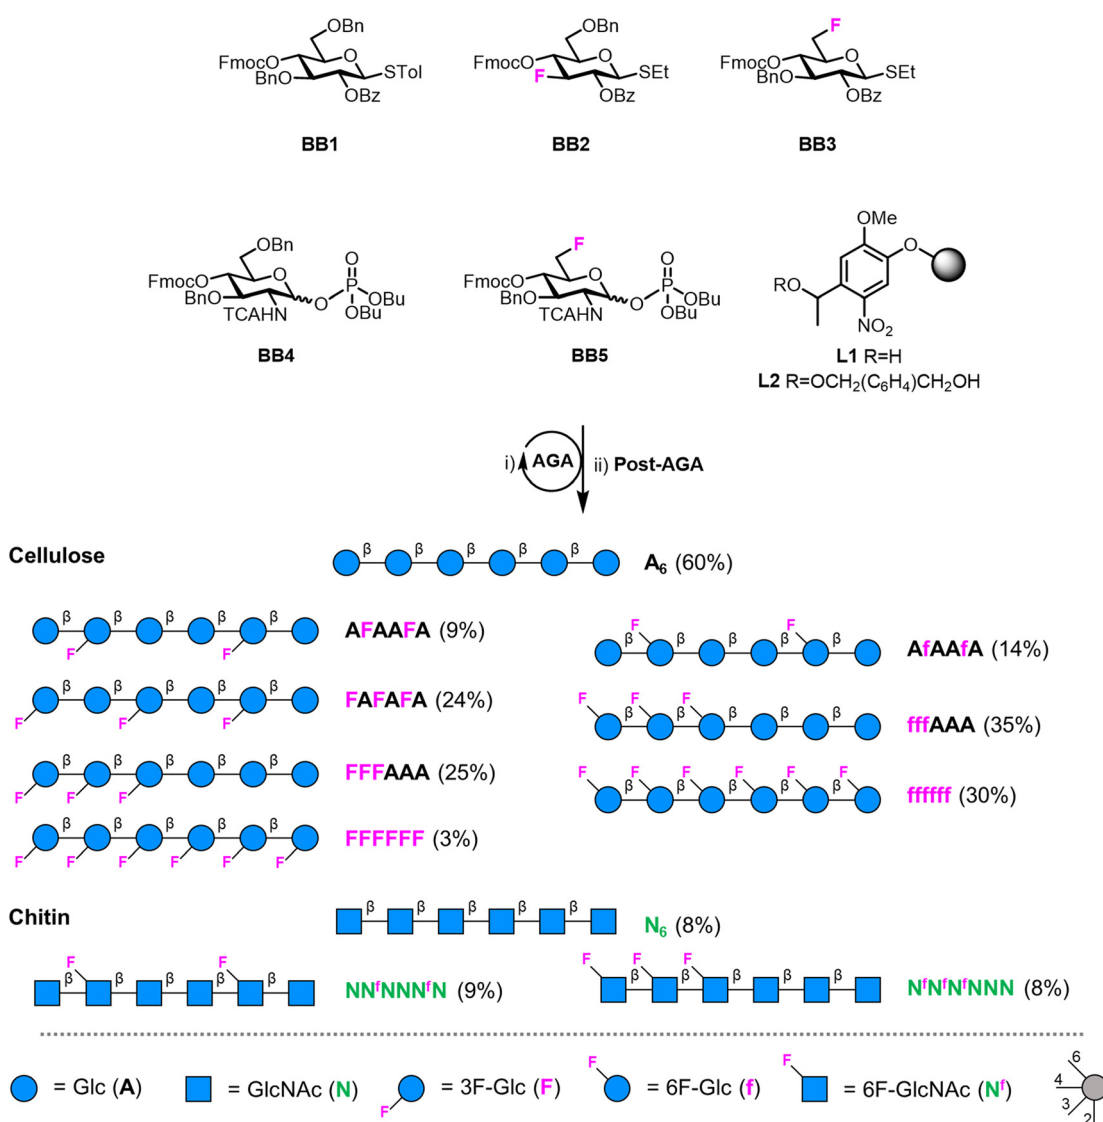 OBn
FmocO
O
BnO
STol
OBz
BB1
OBn
FmocO
O
F
SEt
OBz
BB2
F
FmocO
O
BnO
SEt
OBz
BB3
OBn
FmocO
O
BnO
TCAHN
O
O
P
OBu
OBu
BB4
F
FmocO
O
BnO
TCAHN
O
O
P
OBu
OBu
BB5
OMe
O
RO
NO₂
L1 R=H
L2 R=OCH₂(C₆H₄)CH₂OH
i) AGA ii) Post-AGA
Cellulose
β β β β β
A₆ (60%)
β β β β β
F F
AFAAFA (9%)
F F
β β β β β
AfAAfA (14%)
β β β β β
F F F
FAFAFA (24%)
F F F
β β β β β
fffAAA (35%)
β β β β β
F F F
FFFAAA (25%)
F F F F F F
β β β β β
ffffff (30%)
β β β β β
F F F F F F
FFFFFF (3%)
Chitin
β β β β β
N₆ (8%)
F F
β β β β β
NNᶠNNNᶠN (9%)
F F F
β β β β β
NᶠNᶠNᶠNNN (8%)
= Glc (A)
= GlcNAc (N)
F
= 3F-Glc (F)
F
= 6F-Glc (f)
F
= 6F-GlcNAc (Nᶠ)
6
4
3
2